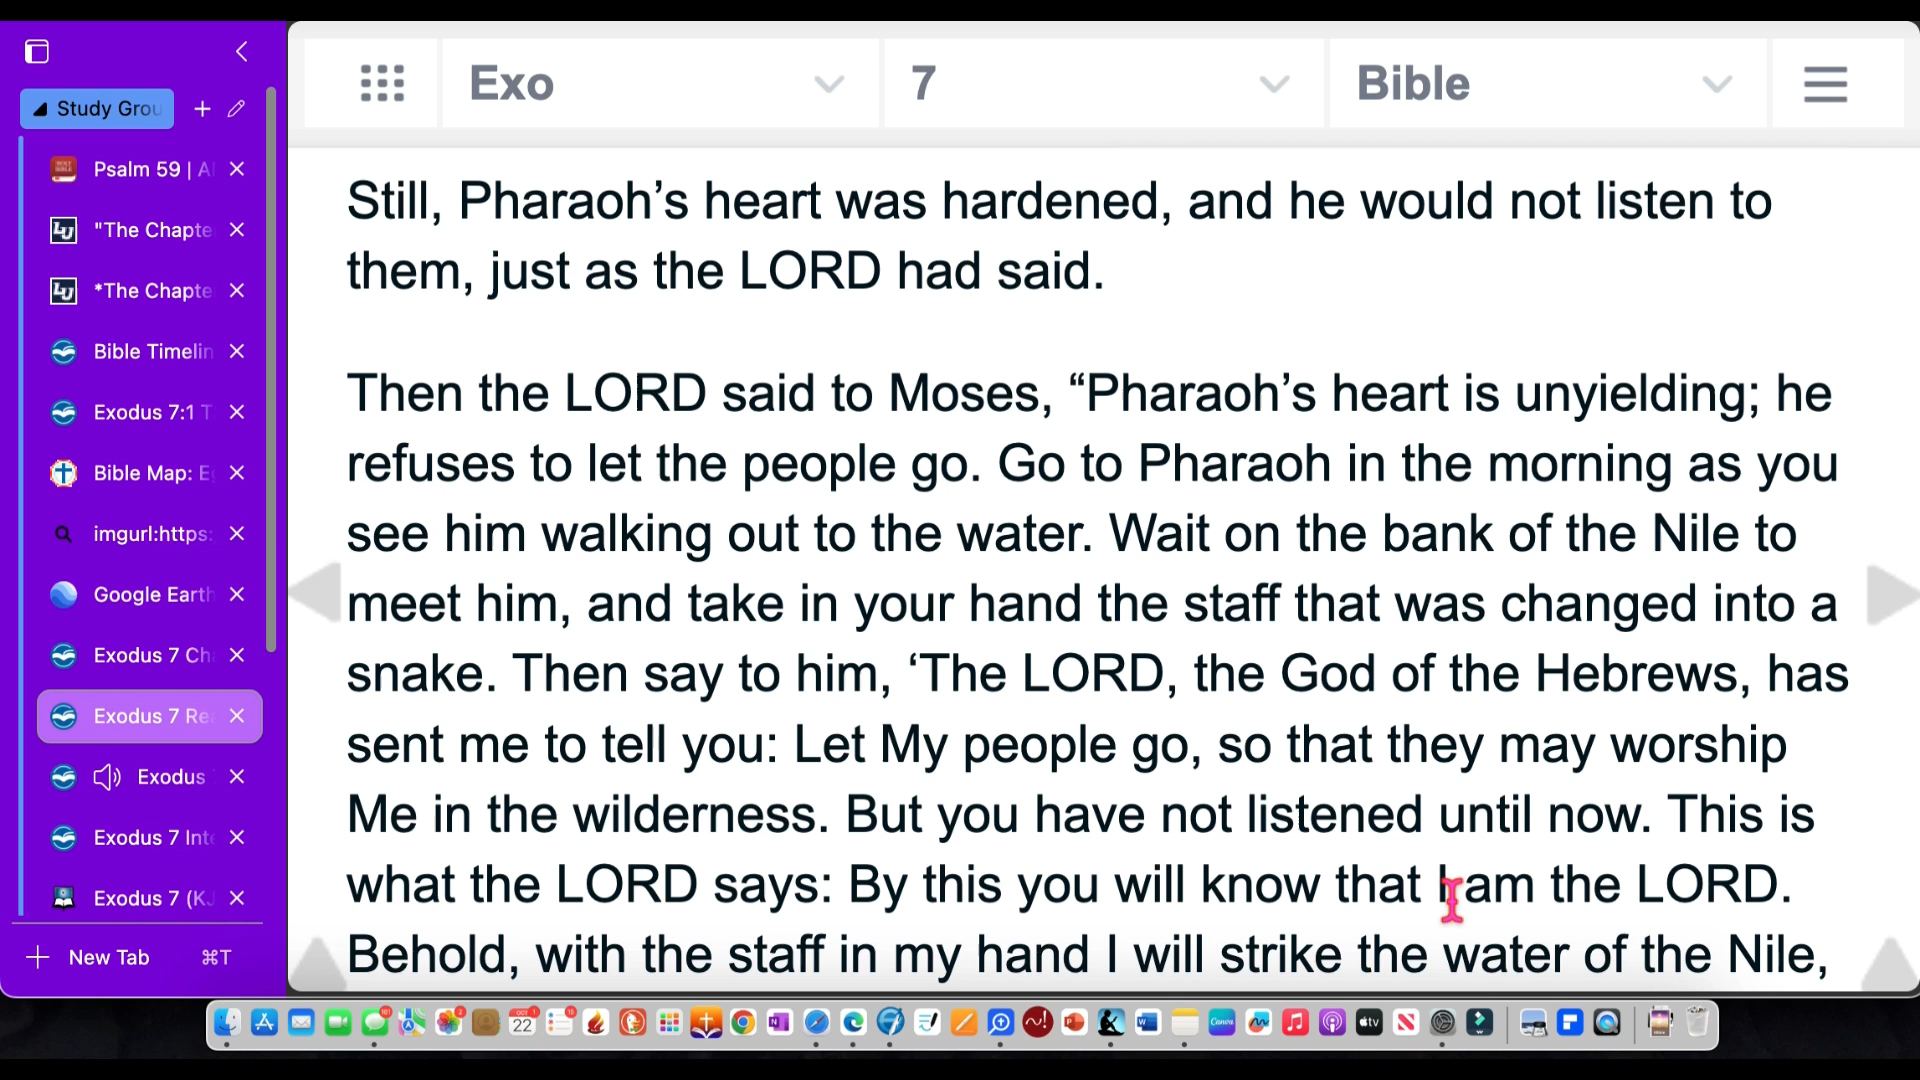 Study Grou
Psalm 59 | A
"The Chapte
*The Chapte
Bible Timelin
Exodus 7:1 T
Bible Map: E
imgurl:https:
Google Earth
Exodus 7 Ch
Exodus 7 Re
Exodus
Exodus 7 Inte
Exodus 7 (KJ
New Tab ⌘T
Exo 7 Bible
Still, Pharaoh’s heart was hardened, and he would not listen to
them, just as the LORD had said.
Then the LORD said to Moses, “Pharaoh’s heart is unyielding; he
refuses to let the people go. Go to Pharaoh in the morning as you
see him walking out to the water. Wait on the bank of the Nile to
meet him, and take in your hand the staff that was changed into a
snake. Then say to him, ‘The LORD, the God of the Hebrews, has
sent me to tell you: Let My people go, so that they may worship
Me in the wilderness. But you have not listened until now. This is
what the LORD says: By this you will know that I am the LORD.
Behold, with the staff in my hand I will strike the water of the Nile,
OCT
22
Canva
tv